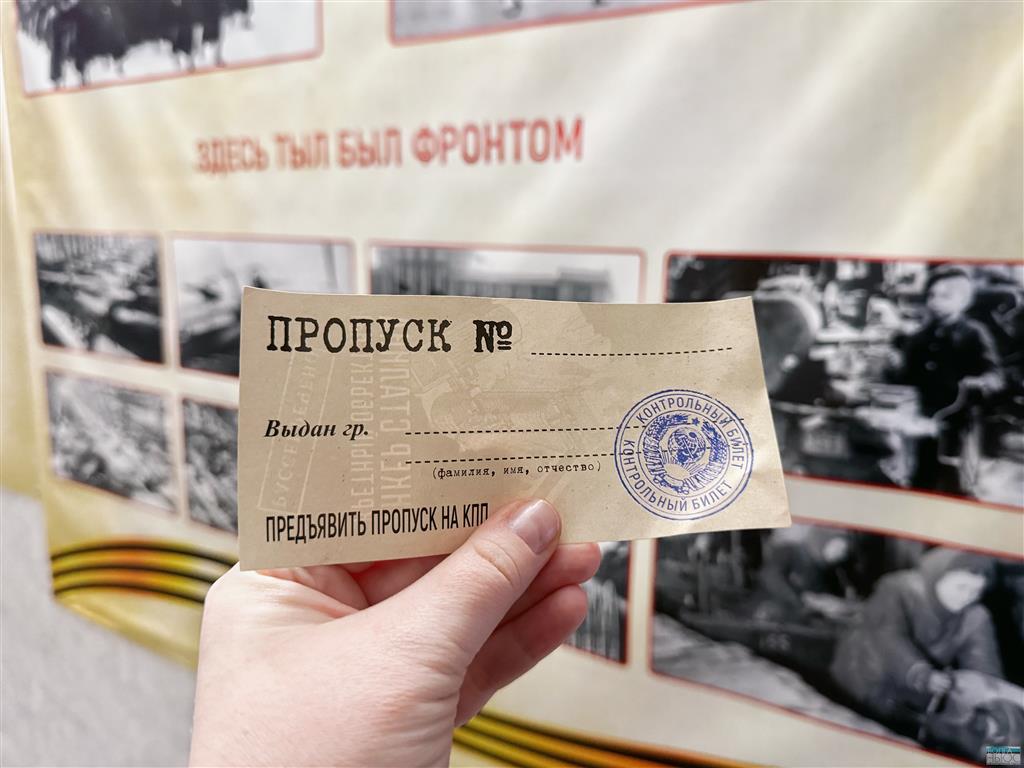 ЗДЕСЬ ТЫЛ БЫЛ ФРОНТОМ
ПРОПУСК №
Выдан гр.
(фамилия, имя, отчество)
КОНТРОЛЬНЫЙ БИЛЕТ
КОНТРОЛЬНЫЙ БИЛЕТ
ПРЕДЪЯВИТЬ ПРОПУСК НА КПП